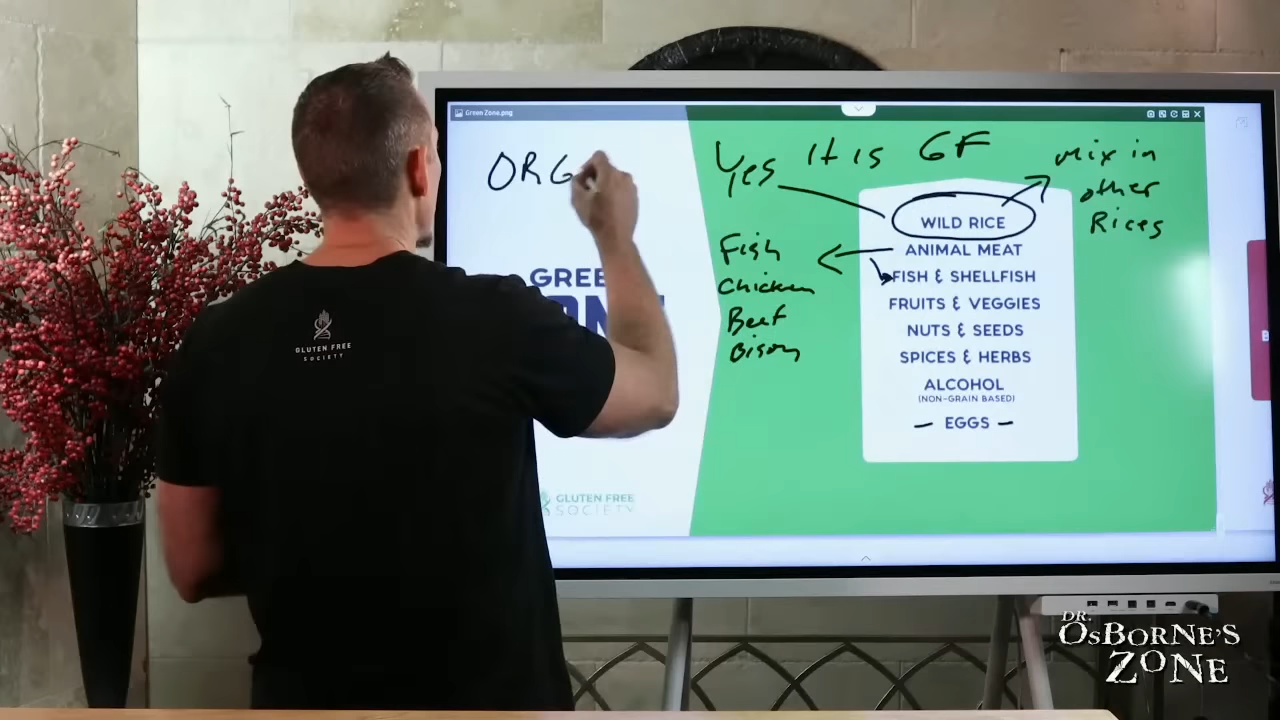 Green Zone.png
ORG
Yes It is GF
Yes
Mix in
other
Rices
WILD RICE
ANIMAL MEAT
FISH & SHELLFISH
FRUITS & VEGGIES
NUTS & SEEDS
SPICES & HERBS
ALCOHOL
(NON-GRAIN BASED)
- EGGS -
Fish
Chicken
Beef
Bison
GREE
GLUTEN FREE
SOCIETY
GLUTEN FREE
SOCIETY
DR.
OSBORNE'S
ZONE